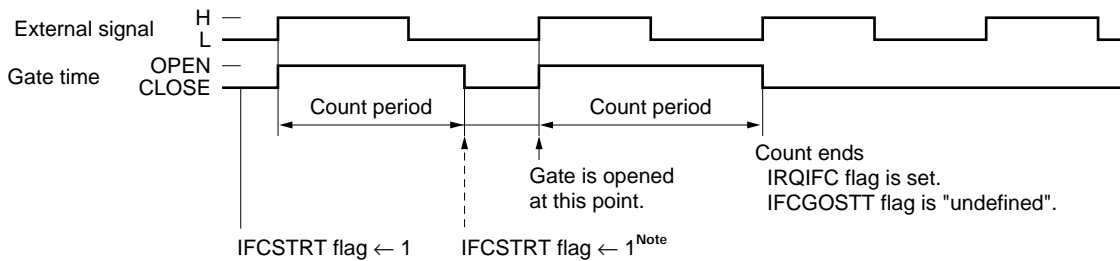 External signal
H
L
Gate time
OPEN
CLOSE
Count period
Count period
Gate is opened
at this point.
Count ends
IRQIFC flag is set.
IFCGOSTT flag is "undefined".
IFCSTRT flag ← 1
IFCSTRT flag ← 1Note